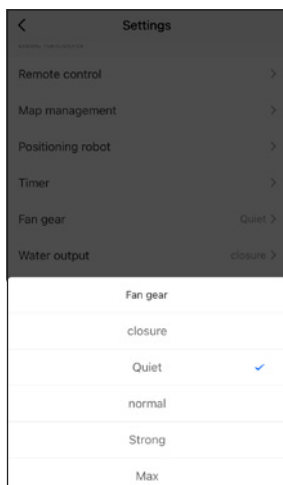 Settings
Remote control
Map management
Positioning robot
Timer
Fan gear Quiet
Water output closure
Fan gear
closure
Quiet
normal
Strong
Max